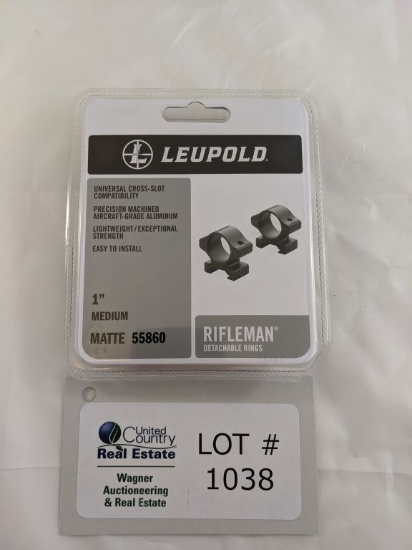 LEUPOLD
UNIVERSAL CROSS-SLOT
COMPATIBILITY
PRECISION MACHINED
AIRCRAFT-GRADE ALUMINUM
LIGHTWEIGHT/EXCEPTIONAL
STRENGTH
EASY TO INSTALL
1"
MEDIUM
MATTE 55860
RIFLEMAN®
DETACHABLE RINGS
United
Country
Real Estate
Wagner
Auctioneering
& Real Estate
LOT #
1038